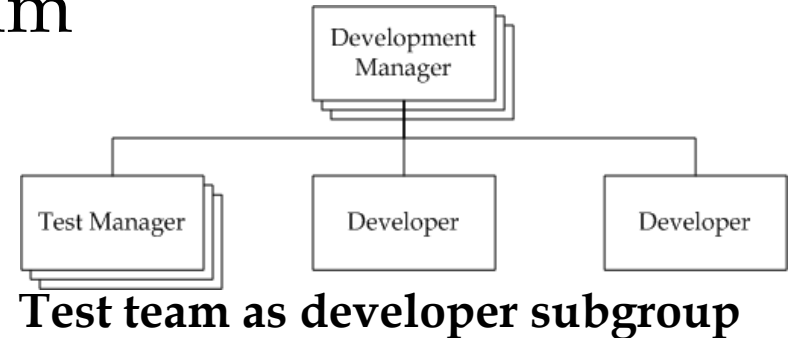 Development
Manager
Test Manager
Developer
Developer
Test team as developer subgroup